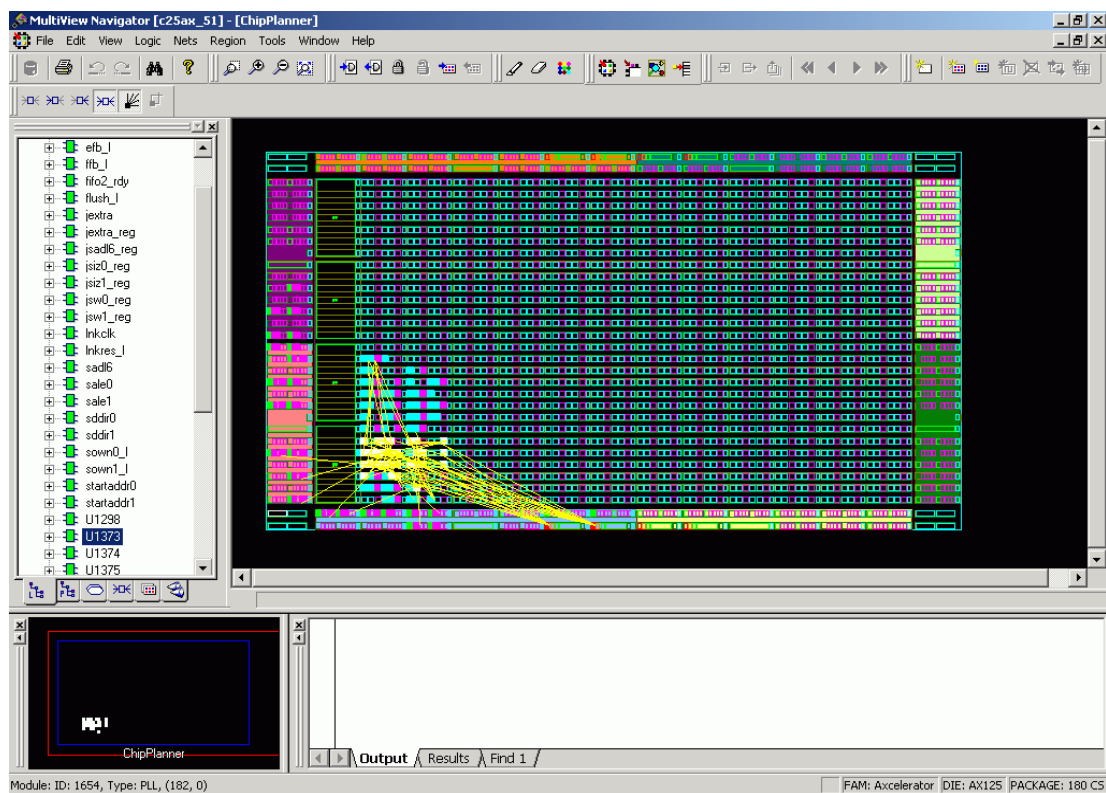 MultiView Navigator [c25ax_51] - [ChipPlanner]
File Edit View Logic Nets Region Tools Window Help
efb_l
ffb_l
fifo2_rdy
flush_l
jextra
jextra_reg
jsadl6_reg
jsiz0_reg
jsiz1_reg
jsw0_reg
jsw1_reg
lnkclk
lnkres_l
sadl6
sale0
sale1
sddir0
sddir1
sown0_l
sown1_l
startaddr0
startaddr1
U1298
U1373
U1374
U1375
ChipPlanner
Output Results Find 1
Module: ID: 1654, Type: PLL, (182, 0) FAM: Axcelerator DIE: AX125 PACKAGE: 180 CS